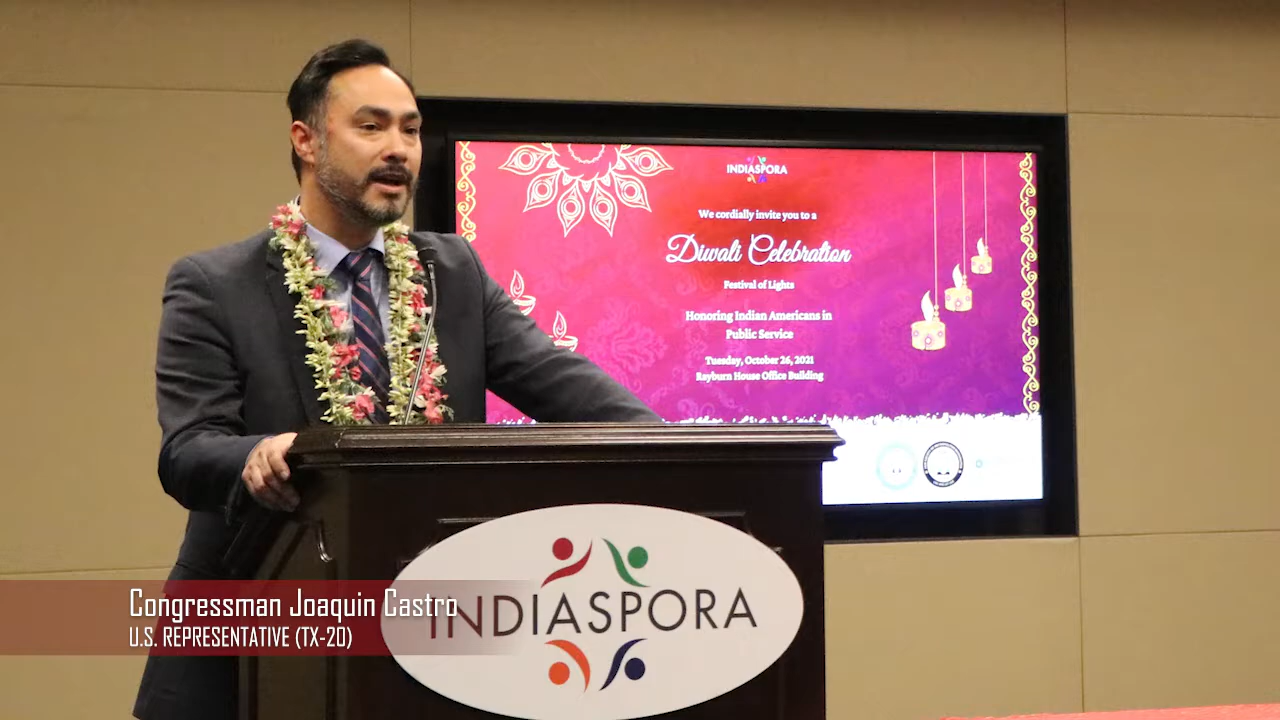 INDIASPORA
We cordially invite you to a
Diwali Celebration
Festival of Lights
Honoring Indian Americans in
Public Service
Tuesday, October 26, 2021
Rayburn House Office Building
Congressman Joaquin Castro
U.S. REPRESENTATIVE (TX-20)
INDIASPORA